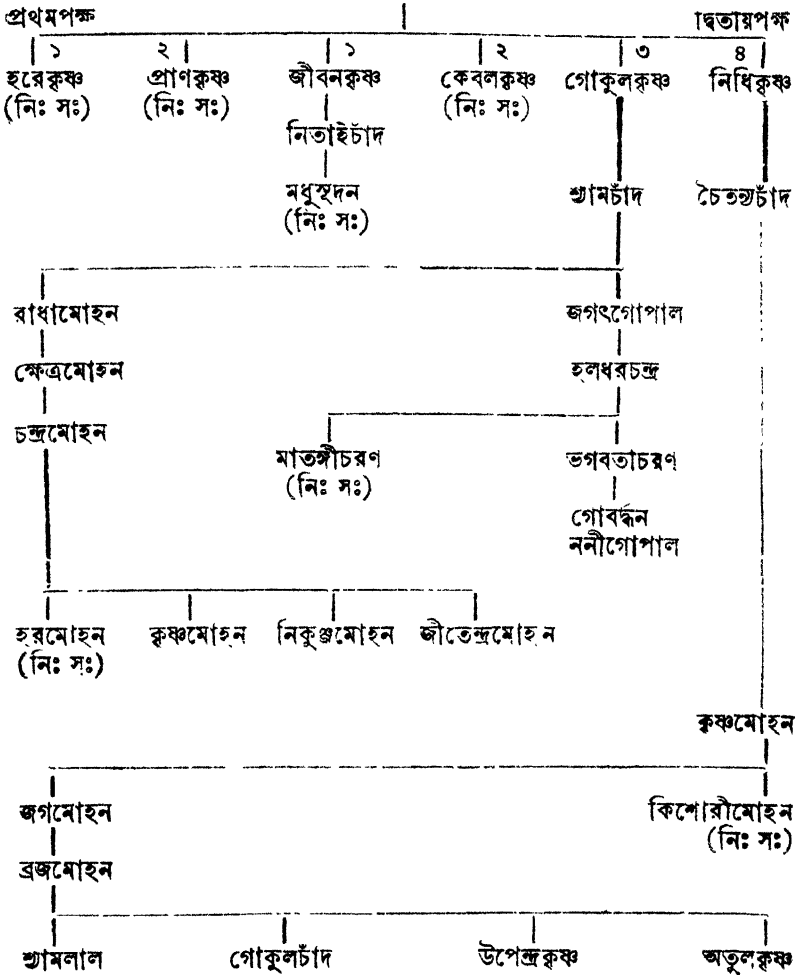 প্রথমপক্ষ দ্বিতীয়পক্ষ
১ ২ ১ ২ ৩ ৪
হরেকৃষ্ণ প্রাণকৃষ্ণ জীবনকৃষ্ণ কেবলকৃষ্ণ গোকুলকৃষ্ণ নিধিকৃষ্ণ
(নিঃ সঃ) (নিঃ সঃ) (নিঃ সঃ)
নিতাইচাঁদ
মধুসূদন শ্যামচাঁদ চৈতন্যচাঁদ
(নিঃ সঃ)
রাধামোহন জগৎগোপাল
ক্ষেত্রমোহন হলধরচন্দ্র
চন্দ্রমোহন
মাতঙ্গীচরণ ভগবতীচরণ
(নিঃ সঃ)
গোবর্দ্ধন
ননীগোপাল
হরমোহন কৃষ্ণমোহন নিকুঞ্জমোহন জীতেন্দ্রমোহন
(নিঃ সঃ)
কৃষ্ণমোহন
জগমোহন কিশোরীমোহন
(নিঃ সঃ)
ব্রজমোহন
শ্যামলাল গোকুলচাঁদ উপেন্দ্রকৃষ্ণ অতুলকৃষ্ণ